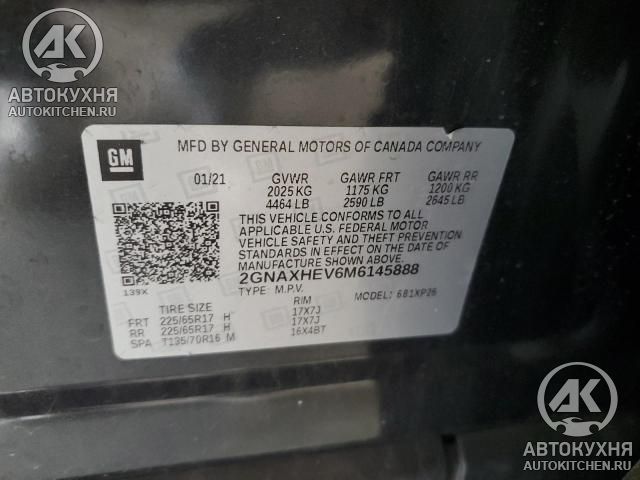 AK
АВТОКУХНЯ
AUTOKITCHEN.RU
GM
MFD BY GENERAL MOTORS OF CANADA COMPANY
01/21 GVWR GAWR FRT GAWR RR
2025 KG 1175 KG 1200 KG
4464 LB 2590 LB 2645 LB
THIS VEHICLE CONFORMS TO ALL
APPLICABLE U.S. FEDERAL MOTOR
VEHICLE SAFETY AND THEFT PREVENTION
STANDARDS IN EFFECT ON THE DATE OF
MANUFACTURE SHOWN ABOVE.
2GNAXHEV6M6145888
139X TYPE: M.P.V. MODEL: 681XP26
TIRE SIZE RIM
FRT 225/65R17 H 17X7J
RR 225/65R17 H 17X7J
SPA T135/70R16 M 16X4BT
AK
АВТОКУХНЯ
AUTOKITCHEN.RU